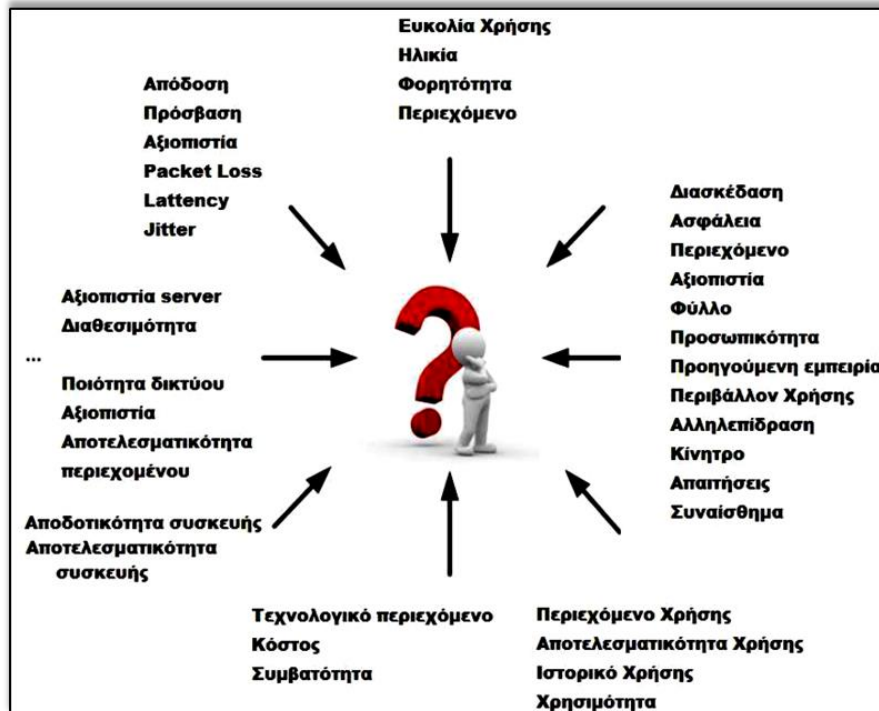 Ευκολία Χρήσης
Ηλικία
Φορητότητα
Περιεχόμενο
Απόδοση
Πρόσβαση
Αξιοπιστία
Packet Loss
Lattency
Jitter
Διασκέδαση
Ασφάλεια
Περιεχόμενο
Αξιοπιστία
Φύλλο
Προσωπικότητα
Προηγούμενη εμπειρία
Περιβάλλον Χρήσης
Αλληλεπίδραση
Κίνητρο
Απαιτήσεις
Συναίσθημα
Αξιοπιστία server
Διαθεσιμότητα
...
Ποιότητα δικτύου
Αξιοπιστία
Αποτελεσματικότητα
περιεχομένου
Αποδοτικότητα συσκευής
Αποτελεσματικότητα
συσκευής
Τεχνολογικό περιεχόμενο
Κόστος
Συμβατότητα
Περιεχόμενο Χρήσης
Αποτελεσματικότητα Χρήσης
Ιστορικό Χρήσης
Χρησιμότητα